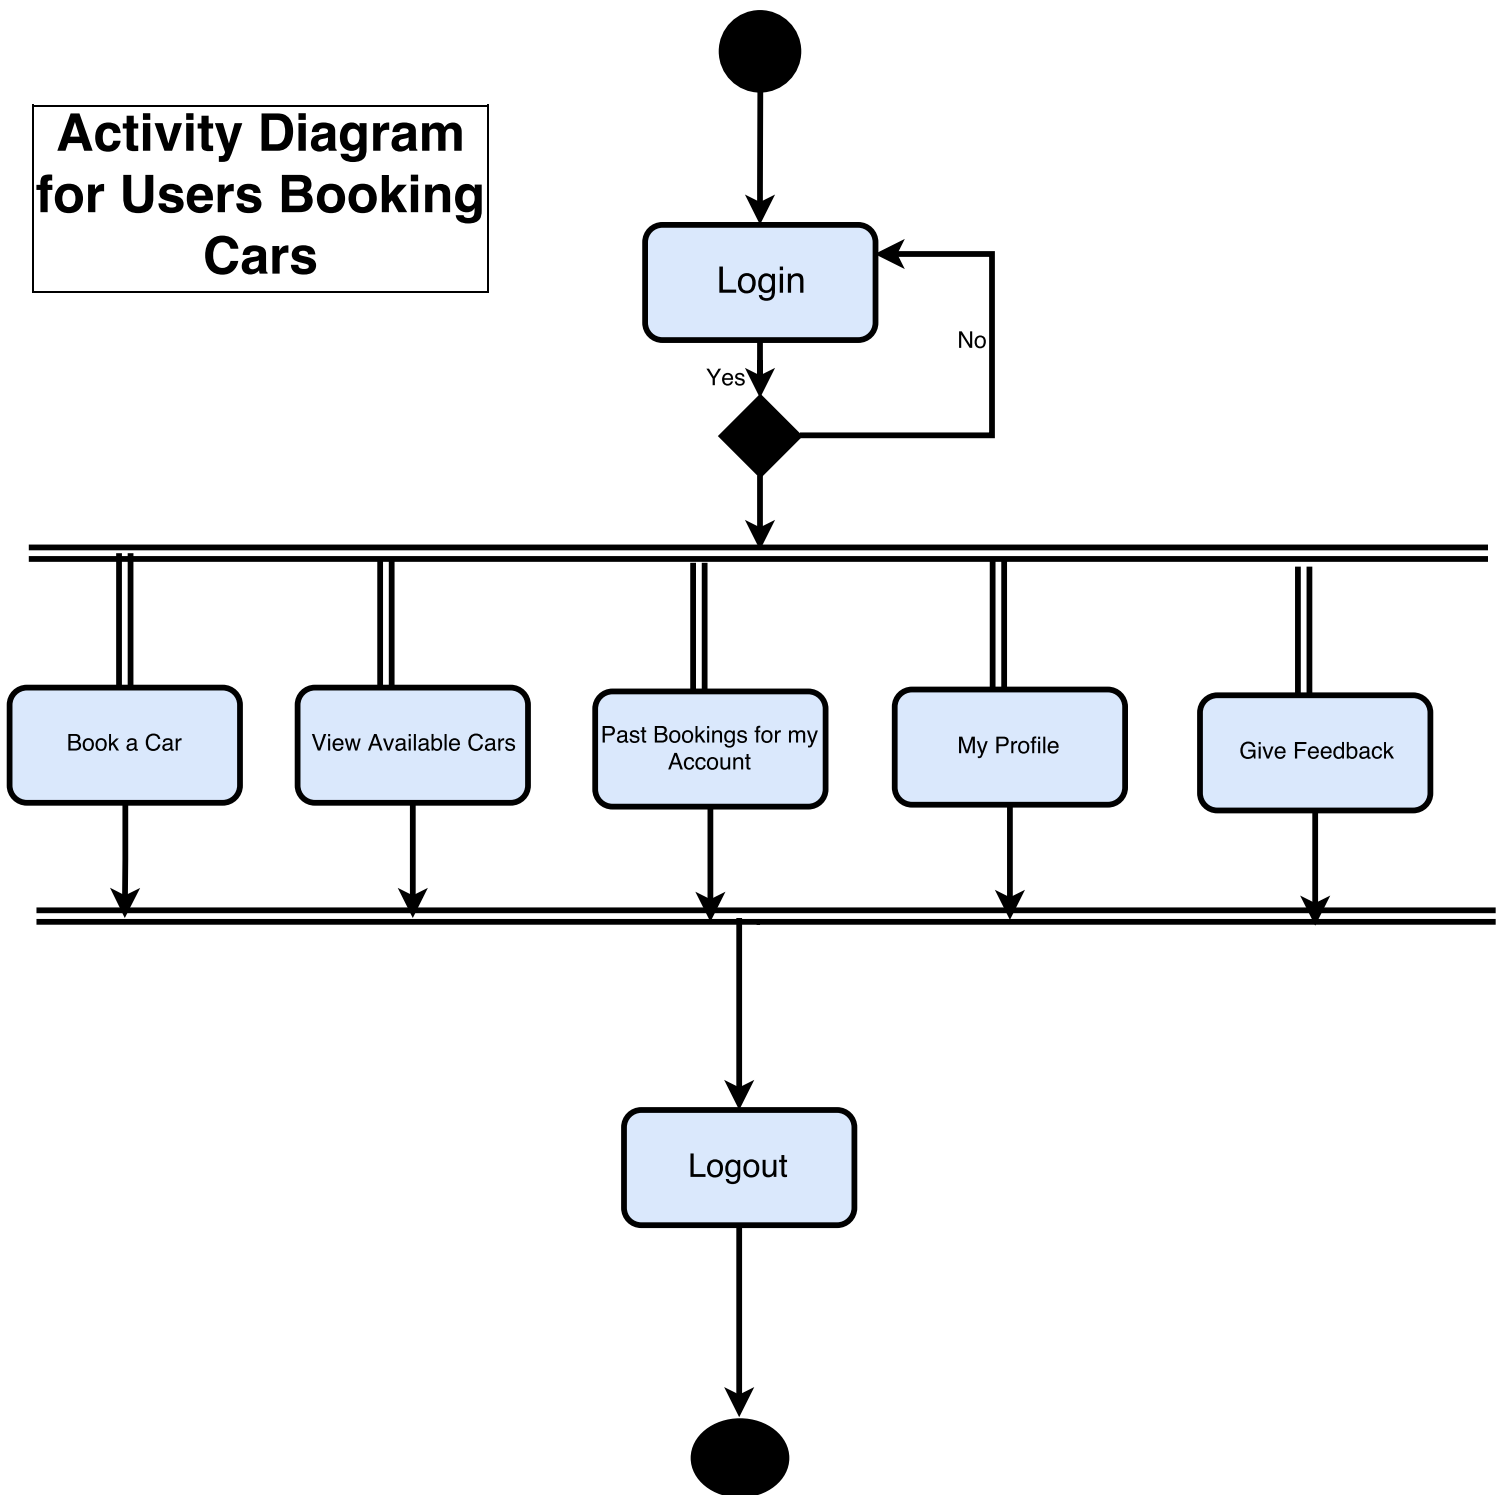 Activity Diagram
for Users Booking
Cars
Login
No
Yes
Book a Car
View Available Cars
Past Bookings for my
Account
My Profile
Give Feedback
Logout